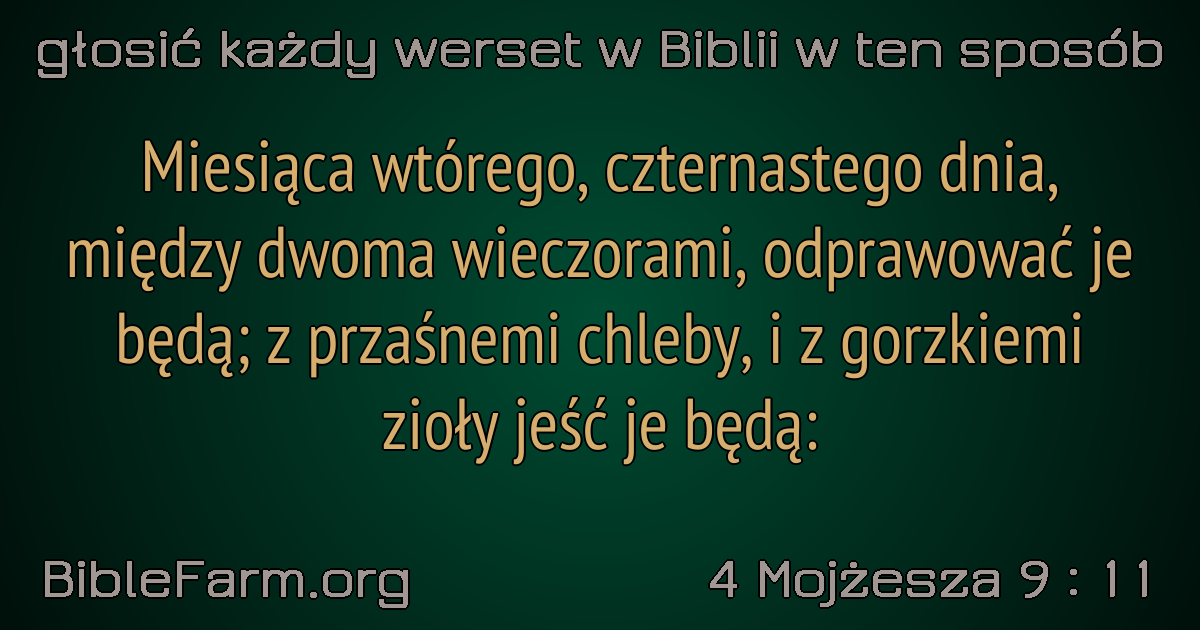 głosić każdy werset w Biblii w ten sposób
Miesiąca wtórego, czternastego dnia,
między dwoma wieczorami, odprawować je
będą; z przaśnemi chleby, i z gorzkiemi
zioły jeść je będą:
BibleFarm.org
4 Mojżesza 9 : 11